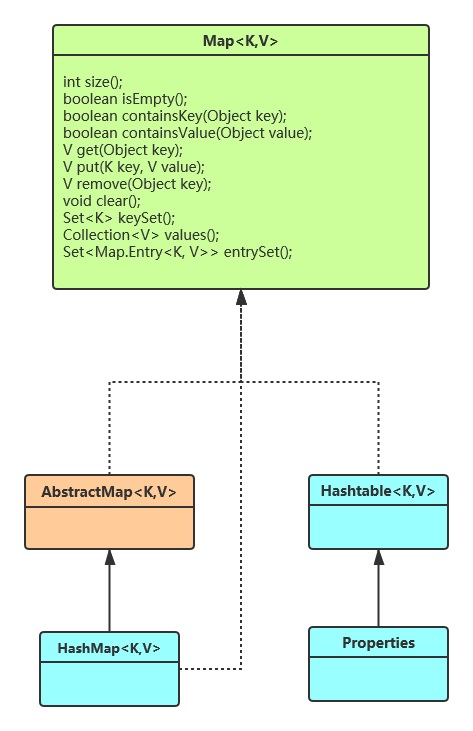 Map<K,V>
int size();
boolean isEmpty();
boolean containsKey(Object key);
boolean containsValue(Object value);
V get(Object key);
V put(K key, V value);
V remove(Object key);
void clear();
Set<K> keySet();
Collection<V> values();
Set<Map.Entry<K, V>> entrySet();
AbstractMap<K,V>
Hashtable<K,V>
HashMap<K,V>
Properties